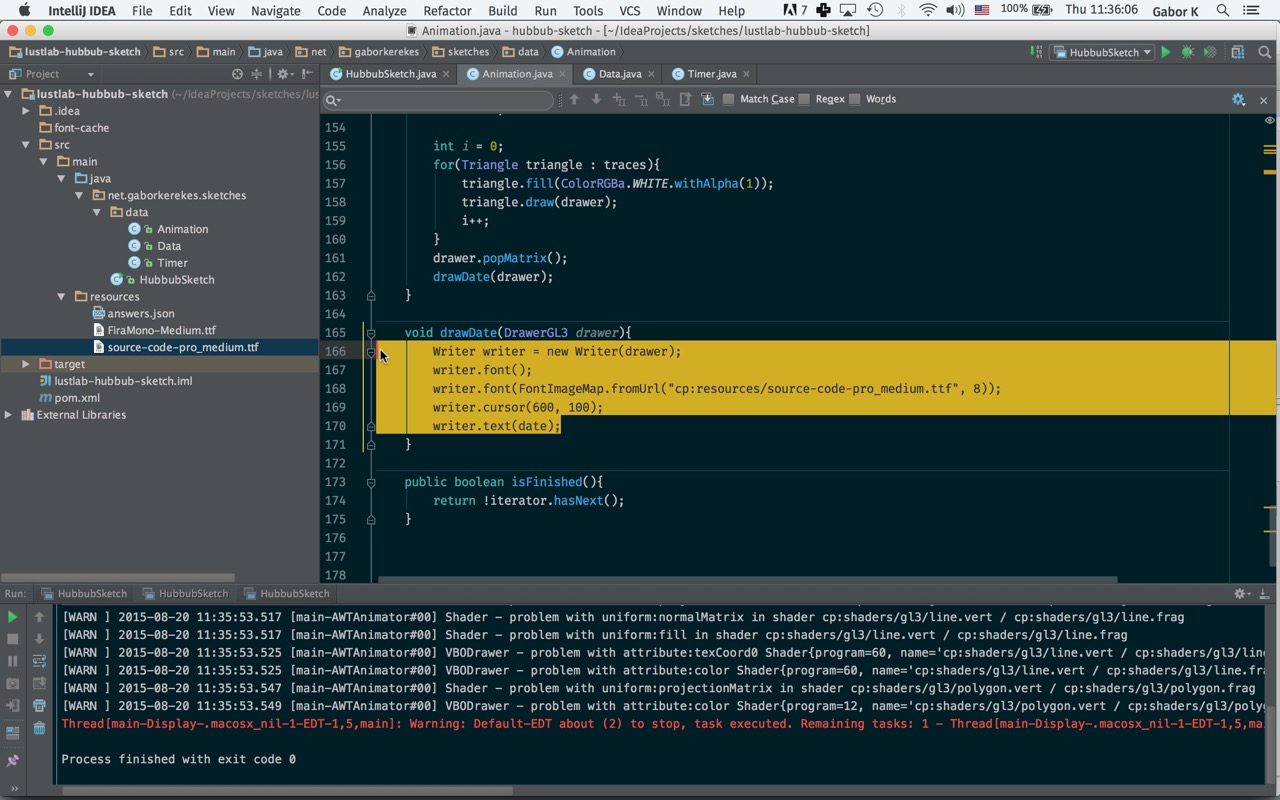 IntelliJ IDEA File Edit View Navigate Code Analyze Refactor Build Run Tools VCS Window Help 7 100% Thu 11:36:06 Gabor K
Animation.java - hubbub-sketch - [~/IdeaProjects/sketches/lustlab-hubbub-sketch]
lustlab-hubbub-sketch src main java net gaborkerekes sketches data Animation HubbubSketch
Project
HubbubSketch.java Animation.java Data.java Timer.java
Match Case Regex Words
lustlab-hubbub-sketch (~/IdeaProjects/sketches/lus
.idea
font-cache
src
main
java
net.gaborkerekes.sketches
data
Animation
Data
Timer
HubbubSketch
resources
answers.json
FiraMono-Medium.ttf
source-code-pro_medium.ttf
target
lustlab-hubbub-sketch.iml
pom.xml
External Libraries
154
155 int i = 0;
156 for(Triangle triangle : traces){
157 triangle.fill(ColorRGBa.WHITE.withAlpha(1));
158 triangle.draw(drawer);
159 i++;
160 }
161 drawer.popMatrix();
162 drawDate(drawer);
163 }
164
165 void drawDate(DrawerGL3 drawer){
166 Writer writer = new Writer(drawer);
167 writer.font();
168 writer.font(FontImageMap.fromUrl("cp:resources/source-code-pro_medium.ttf", 8));
169 writer.cursor(600, 100);
170 writer.text(date);
171 }
172
173 public boolean isFinished(){
174 return !iterator.hasNext();
175 }
176
177
178
Run: HubbubSketch HubbubSketch HubbubSketch
[WARN ] 2015-08-20 11:35:53.517 [main-AWTAnimator#00] Shader - problem with uniform:normalMatrix in shader cp:shaders/gl3/line.vert / cp:shaders/gl3/line.frag
[WARN ] 2015-08-20 11:35:53.517 [main-AWTAnimator#00] Shader - problem with uniform:fill in shader cp:shaders/gl3/line.vert / cp:shaders/gl3/line.frag
[WARN ] 2015-08-20 11:35:53.525 [main-AWTAnimator#00] VBODrawer - problem with attribute:texCoord0 Shader{program=60, name='cp:shaders/gl3/line.vert / cp:shaders/gl3/line
[WARN ] 2015-08-20 11:35:53.525 [main-AWTAnimator#00] VBODrawer - problem with attribute:color Shader{program=60, name='cp:shaders/gl3/line.vert / cp:shaders/gl3/line.fra
[WARN ] 2015-08-20 11:35:53.547 [main-AWTAnimator#00] Shader - problem with uniform:projectionMatrix in shader cp:shaders/gl3/polygon.vert / cp:shaders/gl3/polygon.frag
[WARN ] 2015-08-20 11:35:53.549 [main-AWTAnimator#00] VBODrawer - problem with attribute:color Shader{program=12, name='cp:shaders/gl3/polygon.vert / cp:shaders/gl3/polyg
Thread[main-Display-.macosx_nil-1-EDT-1,5,main]: Warning: Default-EDT about (2) to stop, task executed. Remaining tasks: 1 - Thread[main-Display-.macosx_nil-1-EDT-1,5,ma
Process finished with exit code 0